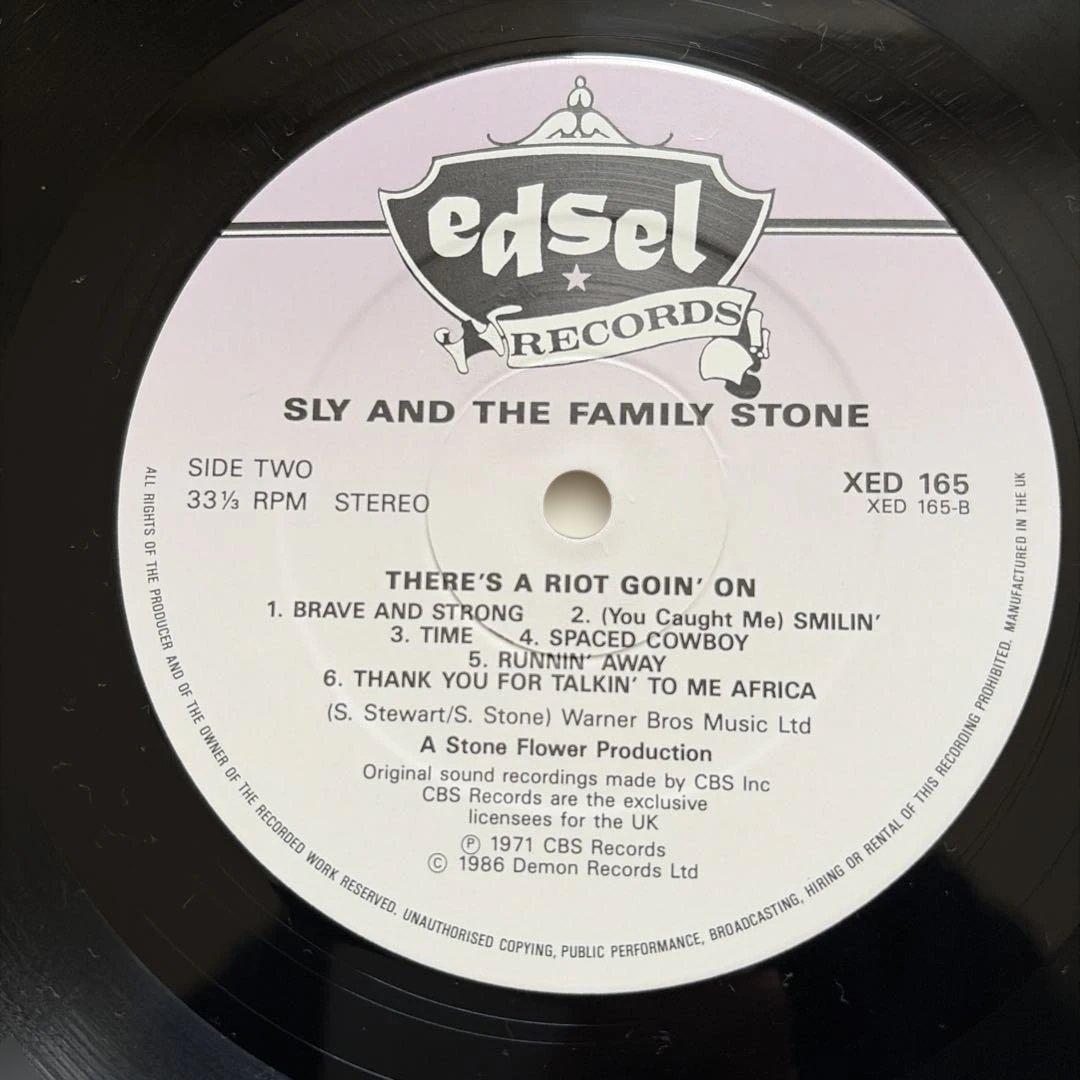 edsel
RECORDS
SLY AND THE FAMILY STONE
SIDE TWO
33⅓ RPM STEREO
XED 165
XED 165-B
THERE'S A RIOT GOIN' ON
1. BRAVE AND STRONG 2. (You Caught Me) SMILIN'
3. TIME 4. SPACED COWBOY
5. RUNNIN' AWAY
6. THANK YOU FOR TALKIN' TO ME AFRICA
(S. Stewart/S. Stone) Warner Bros Music Ltd
A Stone Flower Production
Original sound recordings made by CBS Inc
CBS Records are the exclusive
licensees for the UK
Ⓟ 1971 CBS Records
© 1986 Demon Records Ltd
ALL RIGHTS OF THE PRODUCER AND OF THE OWNER OF THE RECORDED WORK RESERVED. UNAUTHORISED COPYING, PUBLIC PERFORMANCE, BROADCASTING, HIRING OR RENTAL OF THIS RECORDING PROHIBITED. MANUFACTURED IN THE UK